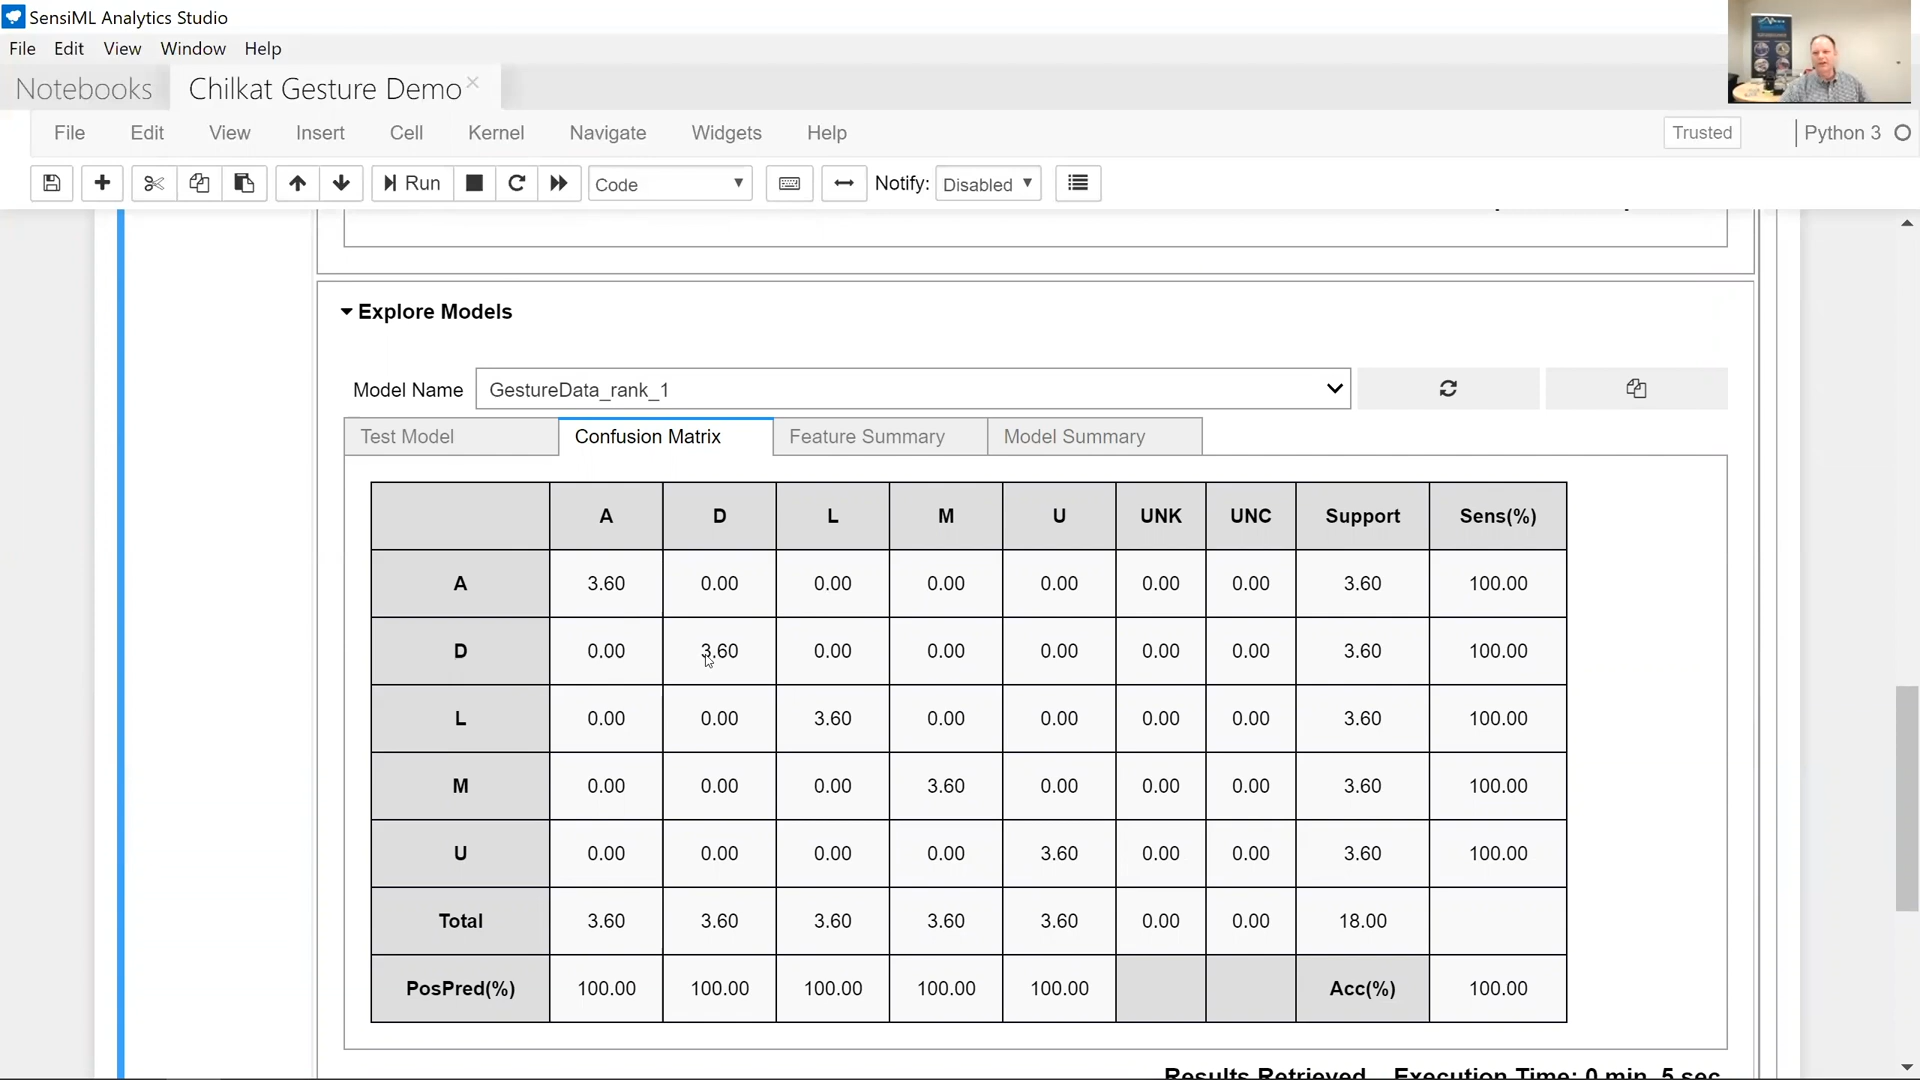 SensiML Analytics Studio
File Edit View Window Help
Notebooks Chilkat Gesture Demo
File Edit View Insert Cell Kernel Navigate Widgets Help Trusted Python 3
Run Code Notify: Disabled
Explore Models
Model Name GestureData_rank_1
Test Model Confusion Matrix Feature Summary Model Summary
A D L M U UNK UNC Support Sens(%)
A 3.60 0.00 0.00 0.00 0.00 0.00 0.00 3.60 100.00
D 0.00 3.60 0.00 0.00 0.00 0.00 0.00 3.60 100.00
L 0.00 0.00 3.60 0.00 0.00 0.00 0.00 3.60 100.00
M 0.00 0.00 0.00 3.60 0.00 0.00 0.00 3.60 100.00
U 0.00 0.00 0.00 0.00 3.60 0.00 0.00 3.60 100.00
Total 3.60 3.60 3.60 3.60 3.60 0.00 0.00 18.00
PosPred(%) 100.00 100.00 100.00 100.00 100.00 Acc(%) 100.00
Results Retrieved Execution Time: 0 min. 5 sec.